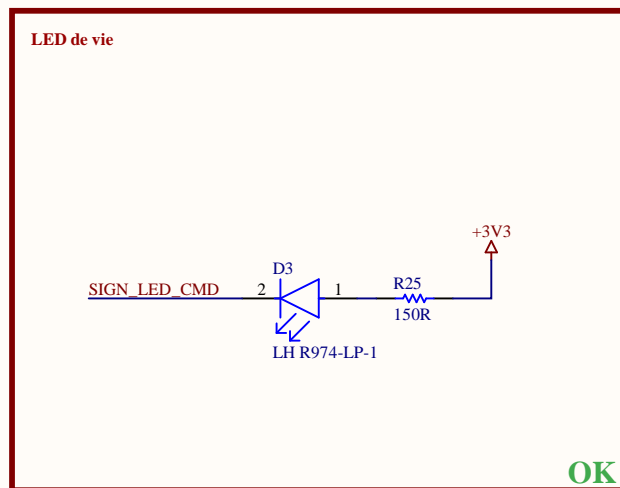 LED de vie
+3V3
D3
R25
SIGN_LED_CMD
2
1
150R
LH R974-LP-1
OK